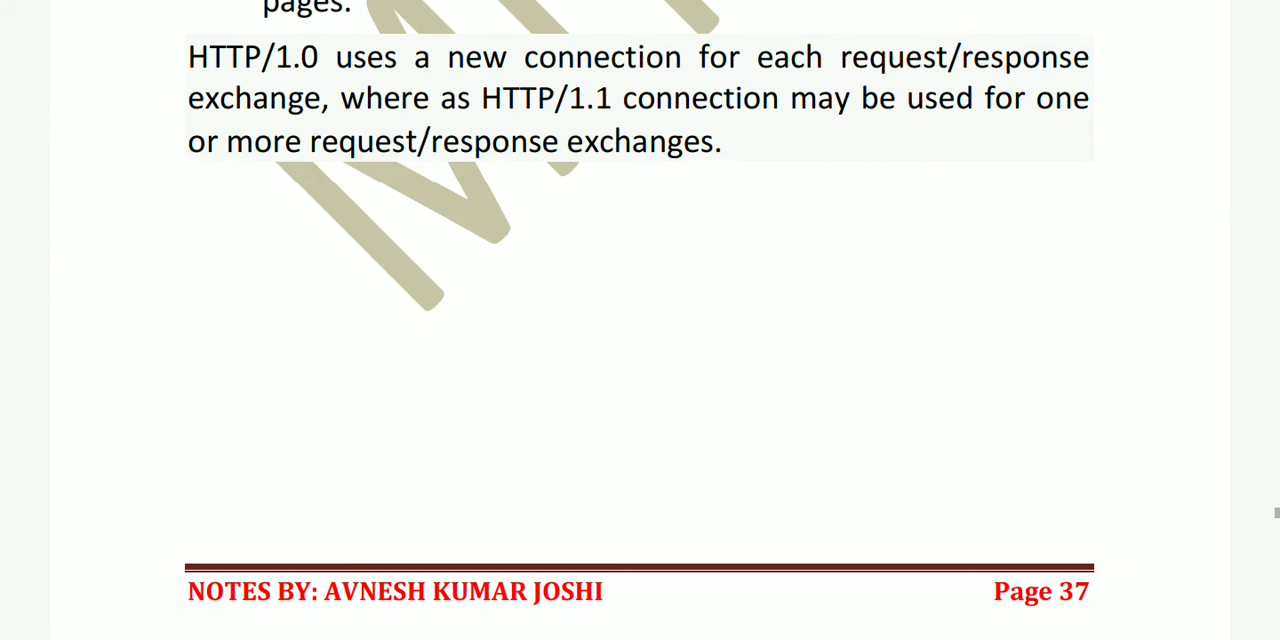 pages.
HTTP/1.0 uses a new connection for each request/response
exchange, where as HTTP/1.1 connection may be used for one
or more request/response exchanges.
NOTES BY: AVNESH KUMAR JOSHI Page 37